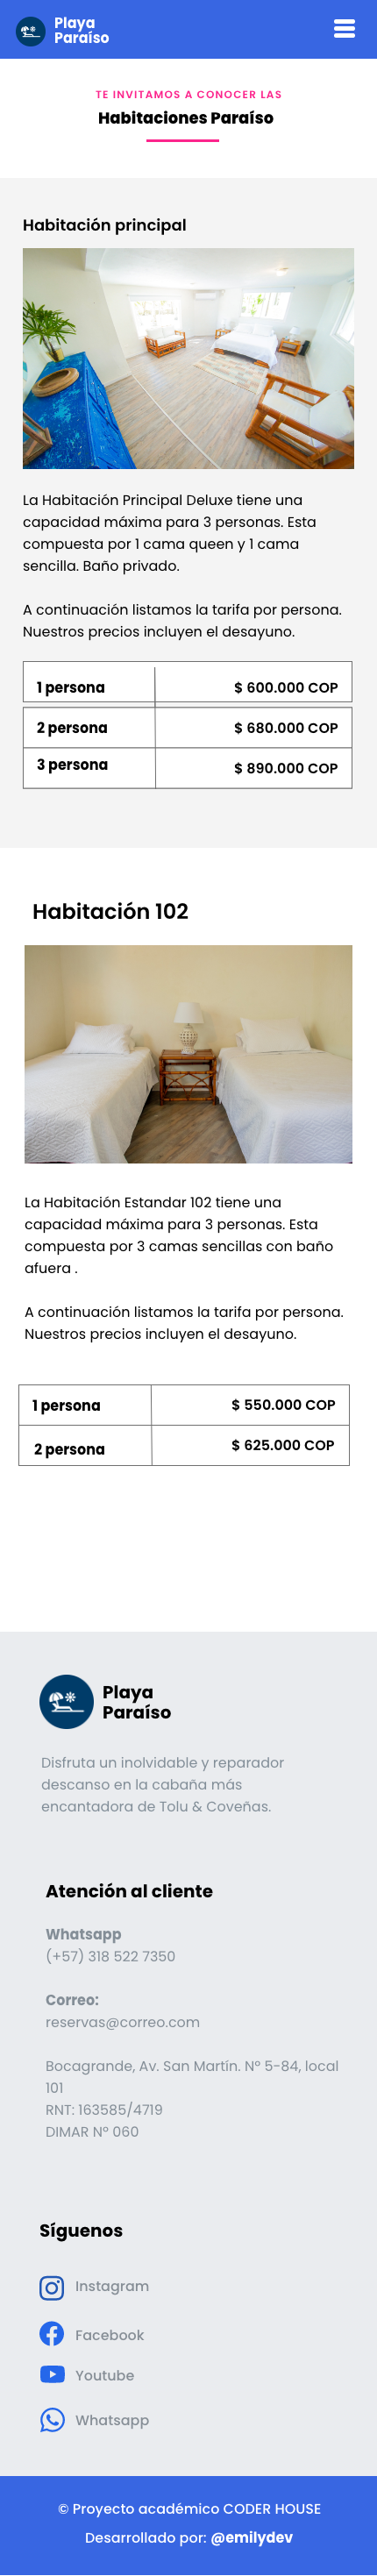 Playa
Paraíso
TE INVITAMOS A CONOCER LAS
Habitaciones Paraíso
Habitación principal
La Habitación Principal Deluxe tiene una
capacidad máxima para 3 personas. Esta
compuesta por 1 cama queen y 1 cama
sencilla. Baño privado.
A continuación listamos la tarifa por persona.
Nuestros precios incluyen el desayuno.
1 persona $ 600.000 COP
2 persona $ 680.000 COP
3 persona $ 890.000 COP
Habitación 102
La Habitación Estandar 102 tiene una
capacidad máxima para 3 personas. Esta
compuesta por 3 camas sencillas con baño
afuera .
A continuación listamos la tarifa por persona.
Nuestros precios incluyen el desayuno.
1 persona $ 550.000 COP
2 persona $ 625.000 COP
Playa
Paraíso
Disfruta un inolvidable y reparador
descanso en la cabaña más
encantadora de Tolu & Coveñas.
Atención al cliente
Whatsapp
(+57) 318 522 7350
Correo:
reservas@correo.com
Bocagrande, Av. San Martín. Nº 5-84, local
101
RNT: 163585/4719
DIMAR Nº 060
Síguenos
Instagram
Facebook
Youtube
Whatsapp
© Proyecto académico CODER HOUSE
Desarrollado por: @emilydev